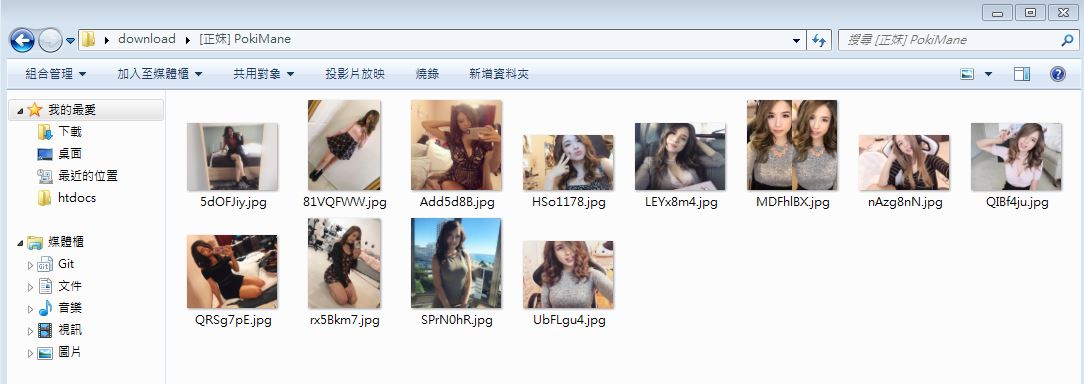 download ▸ [正妹] PokiMane
搜尋 [正妹] PokiMane
組合管理 加入至媒體櫃 共用對象 投影片放映 燒錄 新增資料夾
我的最愛
下載
桌面
最近的位置
htdocs
媒體櫃
Git
文件
音樂
視訊
圖片
5dOFJiy.jpg 81VQFWW.jpg Add5d8B.jpg HSo1178.jpg LEYx8m4.jpg MDFhlBX.jpg nAzg8nN.jpg QIBf4ju.jpg
QRSg7pE.jpg rx5Bkm7.jpg SPrN0hR.jpg UbFLgu4.jpg